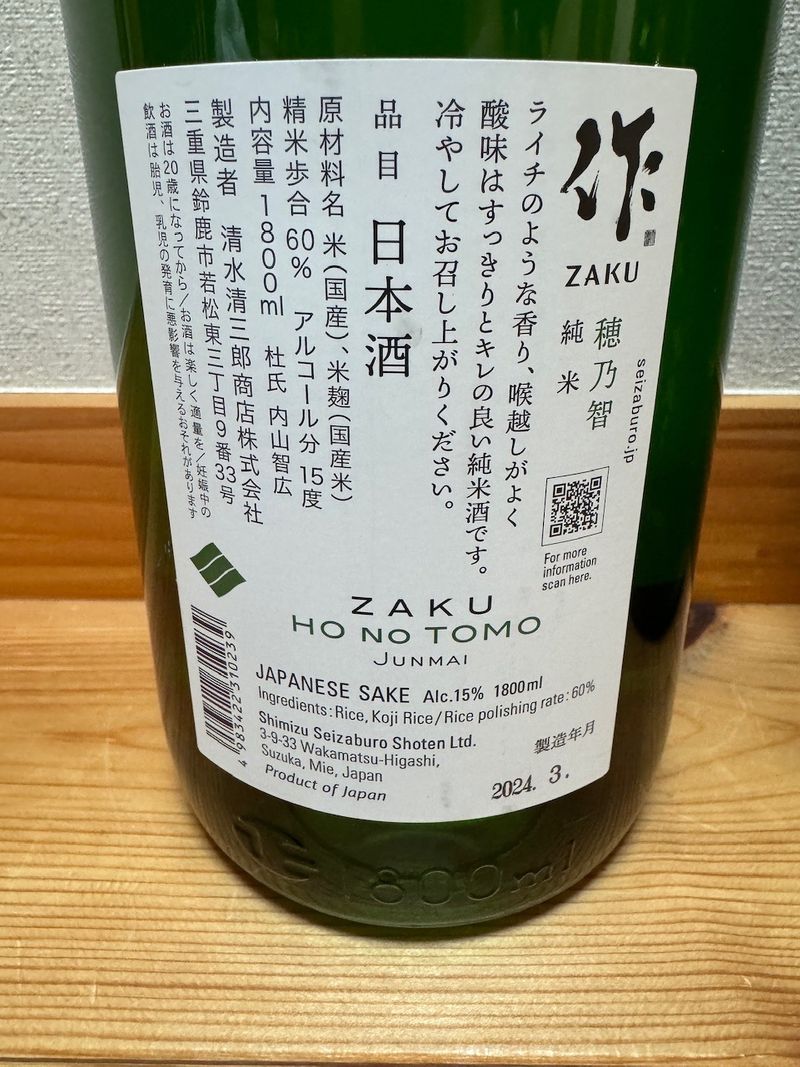 作
ZAKU
穂乃智
純米
seizaburo.jp
For more
information
scan here.
ライチのような香り、喉越しがよく
酸味はすっきりとキレの良い純米酒です。
冷やしてお召し上がりください。
品目 日本酒
原材料名 米(国産)、米麹(国産米)
精米歩合 60% アルコール分 15度
内容量 1800ml 杜氏 内山智広
製造者 清水清三郎商店株式会社
三重県鈴鹿市若松東三丁目9番33号
お酒は20歳になってから/お酒は楽しく適量を/妊娠中の
飲酒は胎児、乳児の発育に悪影響を与えるおそれがあります
ZAKU
HO NO TOMO
JUNMAI
JAPANESE SAKE Alc.15% 1800ml
Ingredients:Rice, Koji Rice/Rice polishing rate:60%
Shimizu Seizaburo Shoten Ltd.
3-9-33 Wakamatsu-Higashi,
Suzuka, Mie, Japan
Product of Japan
製造年月
2024. 3.
4983422310239
1800ml